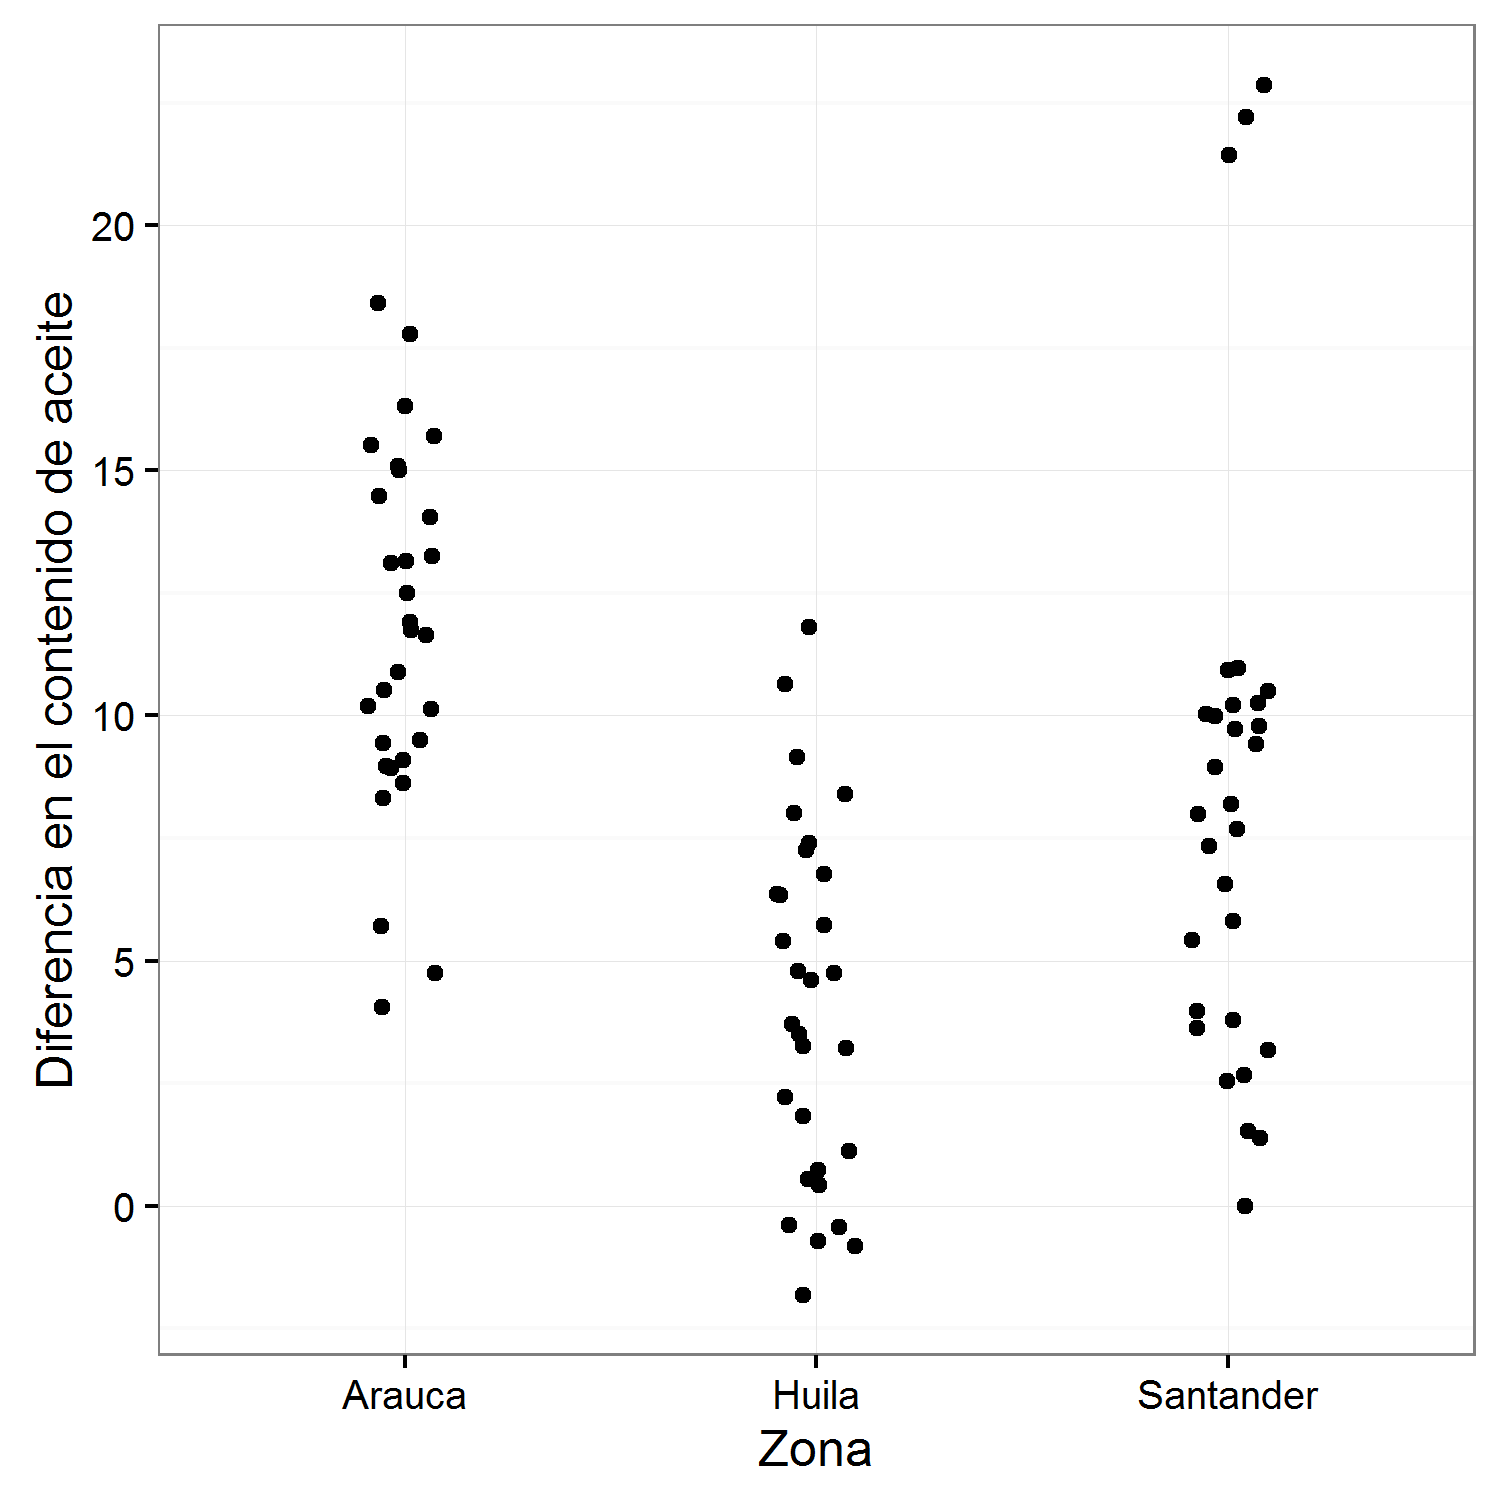 Diferencia en el contenido de aceite
20
15
10
5
0
Arauca
Huila
Santander
Zona